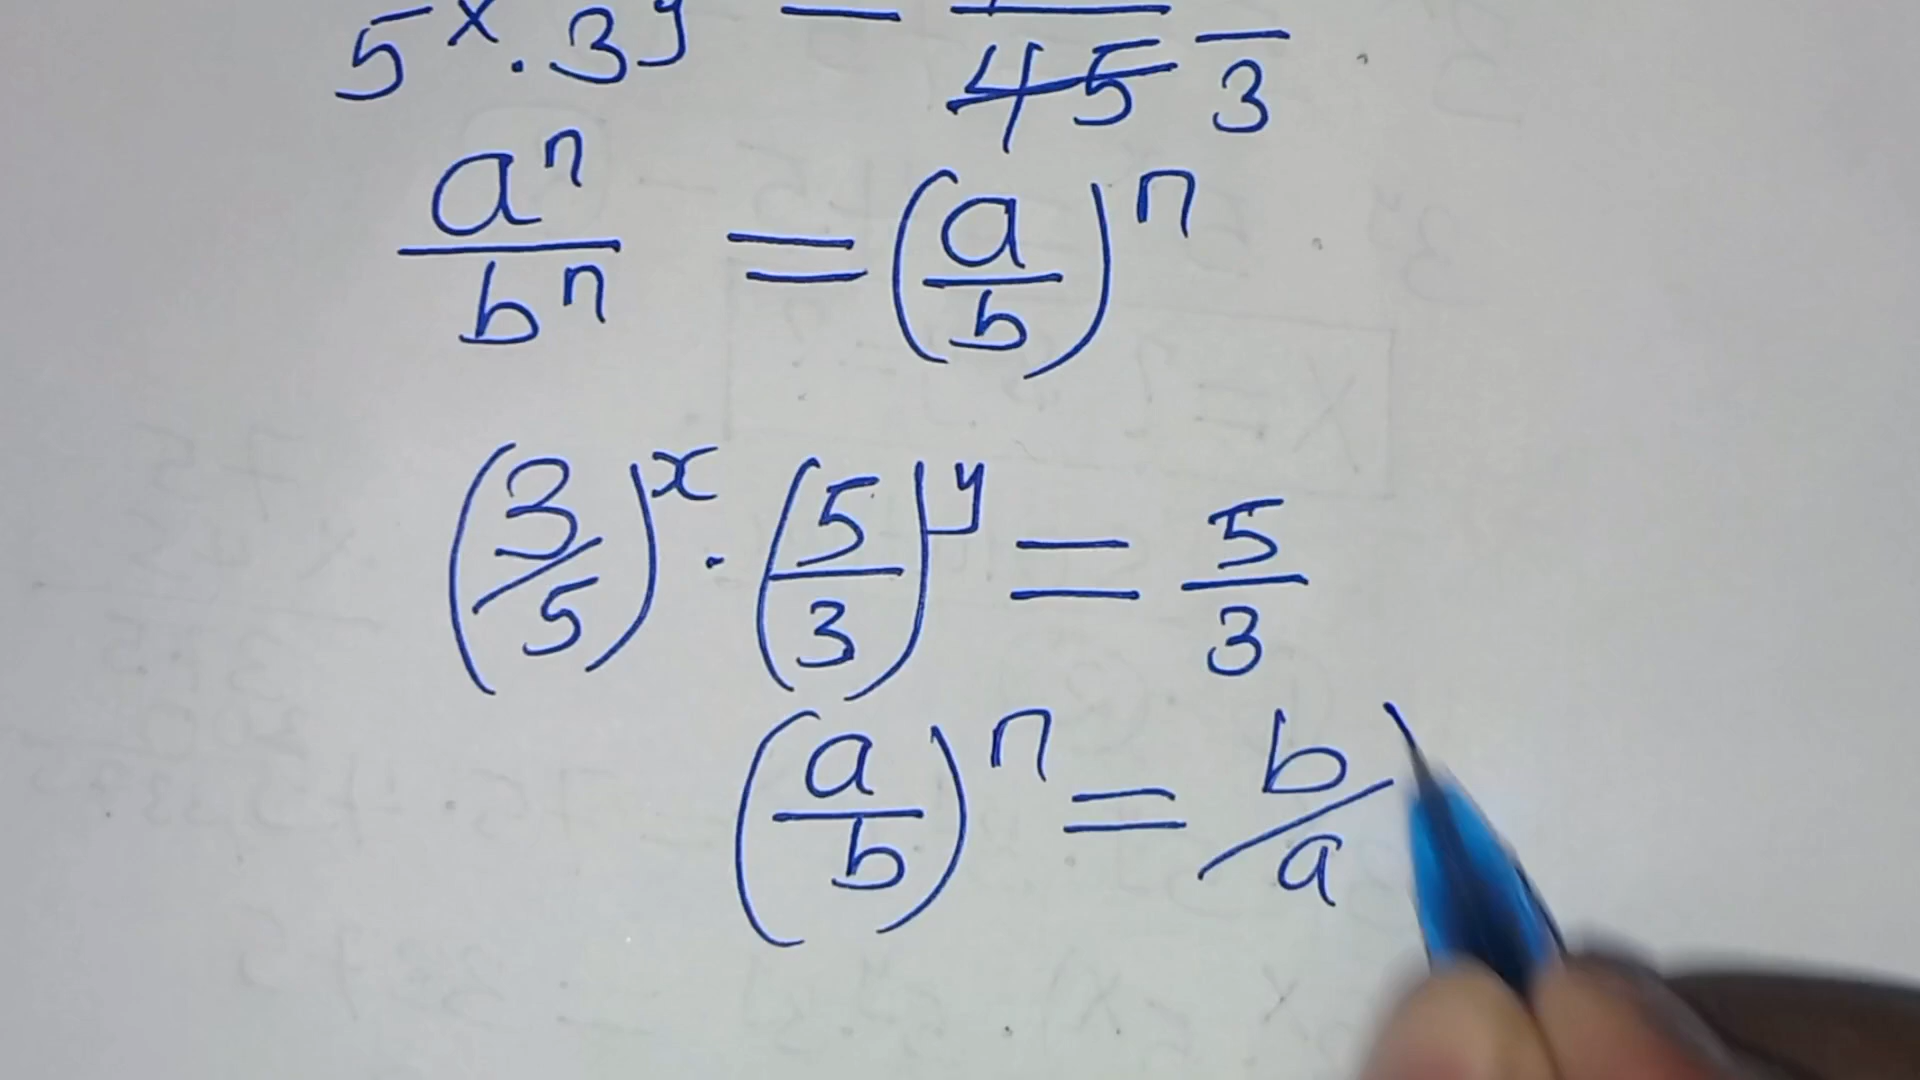 5^x . 3^y = 45 3
a^n / b^n = (a/b)^n
(3/5)^x . (5/3)^y = 5/3
(a/b)^n = b/a